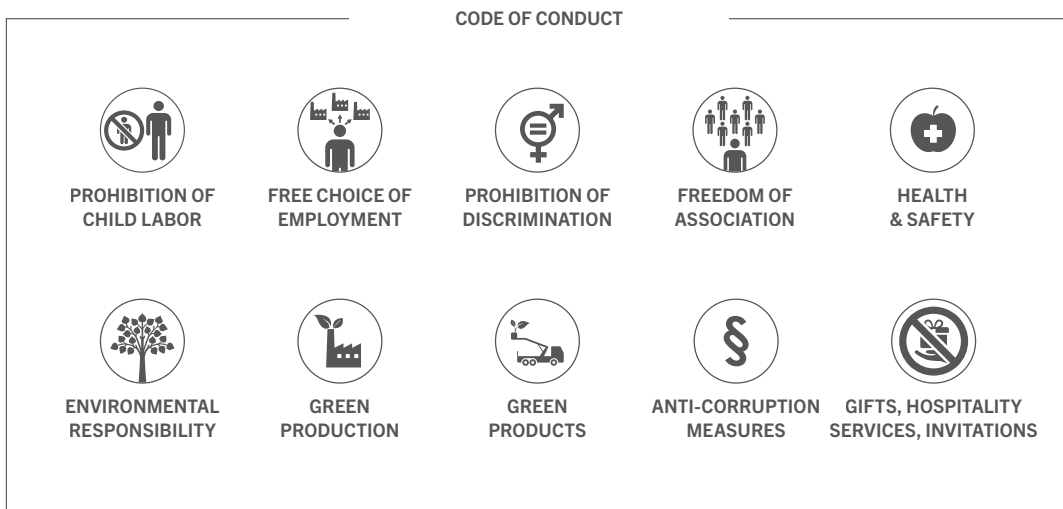 CODE OF CONDUCT
PROHIBITION OF
CHILD LABOR
FREE CHOICE OF
EMPLOYMENT
PROHIBITION OF
DISCRIMINATION
FREEDOM OF
ASSOCIATION
HEALTH
& SAFETY
ENVIRONMENTAL
RESPONSIBILITY
GREEN
PRODUCTION
GREEN
PRODUCTS
§
ANTI-CORRUPTION
MEASURES
GIFTS, HOSPITALITY
SERVICES, INVITATIONS